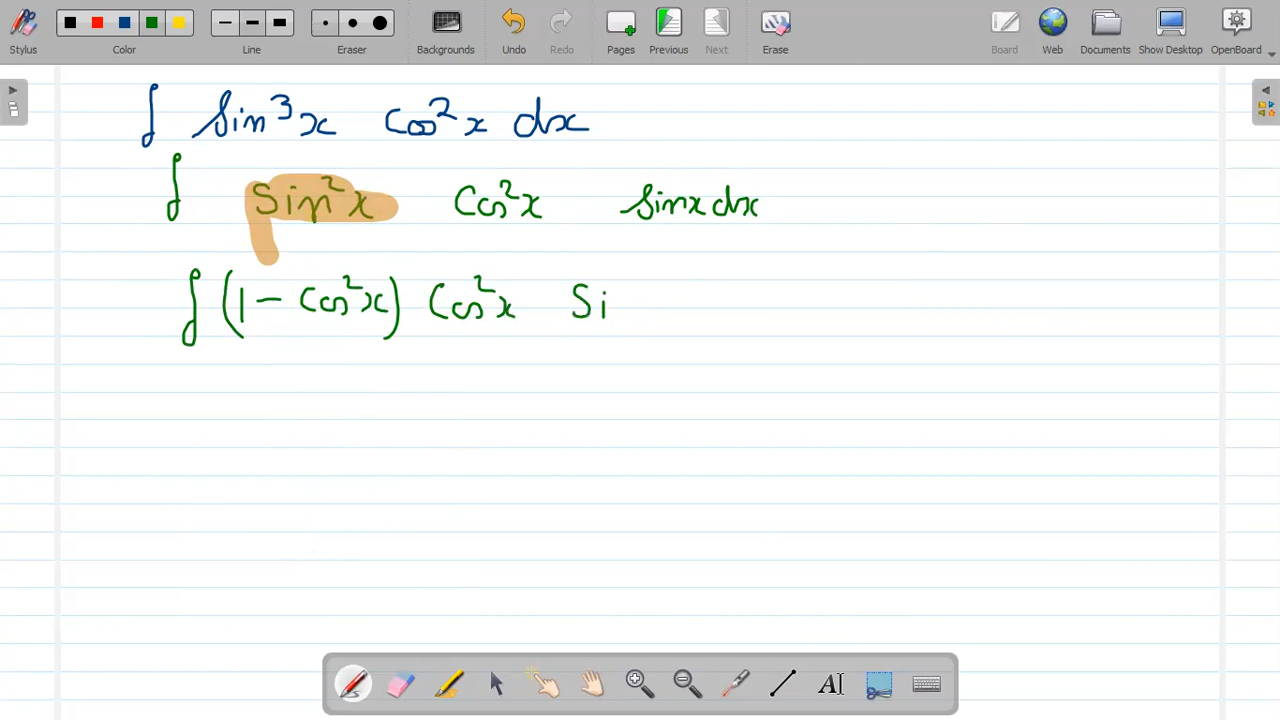 Stylus Color Line Eraser Backgrounds Undo Redo Pages Previous Next Erase Board Web Documents Show Desktop OpenBoard
∫ Sin³x Cos²x dx
∫ Sin²x Cos²x sinx dx
∫ (1 - Cos²x) Cos²x Si